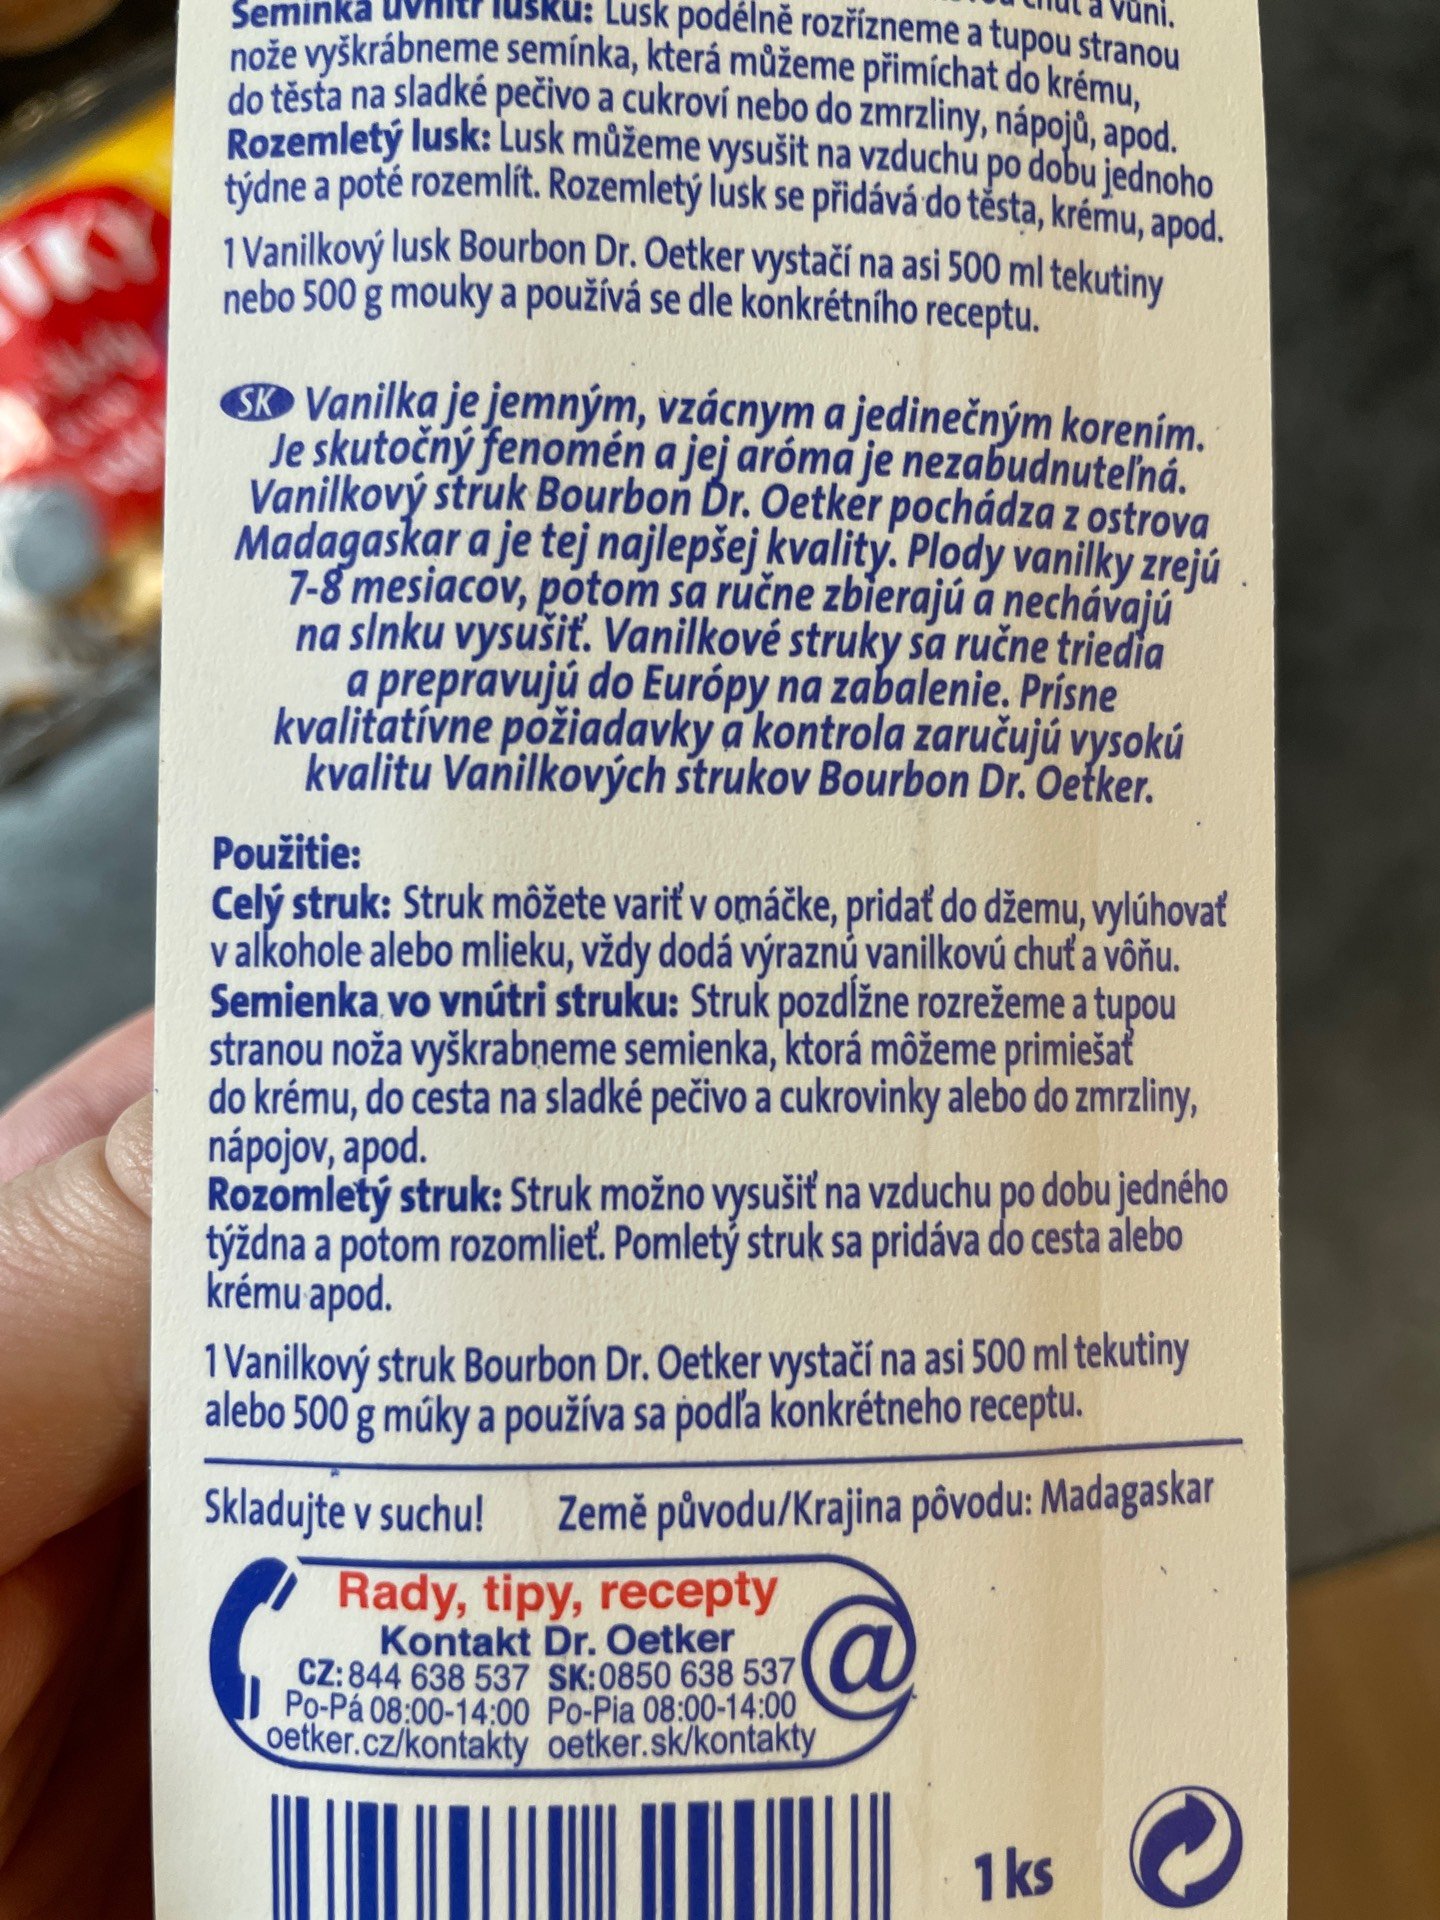 chuť a vůni.
Semínka uvnitř lusku: Lusk podélně rozřízneme a tupou stranou
nože vyškrábneme semínka, která můžeme přimíchat do krému,
do těsta na sladké pečivo a cukroví nebo do zmrzliny, nápojů, apod.
Rozemletý lusk: Lusk můžeme vysušit na vzduchu po dobu jednoho
týdne a poté rozemlít. Rozemletý lusk se přidává do těsta, krému, apod.
1 Vanilkový lusk Bourbon Dr. Oetker vystačí na asi 500 ml tekutiny
nebo 500 g mouky a používá se dle konkrétního receptu.
SK Vanilka je jemným, vzácnym a jedinečným korením.
Je skutočný fenomén a jej aróma je nezabudnuteľná.
Vanilkový struk Bourbon Dr. Oetker pochádza z ostrova
Madagaskar a je tej najlepšej kvality. Plody vanilky zrejú
7-8 mesiacov, potom sa ručne zbierajú a nechávajú
na slnku vysušiť. Vanilkové struky sa ručne triedia
a prepravujú do Európy na zabalenie. Prísne
kvalitatívne požiadavky a kontrola zaručujú vysokú
kvalitu Vanilkových strukov Bourbon Dr. Oetker.
Použitie:
Celý struk: Struk môžete variť v omáčke, pridať do džemu, vylúhovať
v alkohole alebo mlieku, vždy dodá výraznú vanilkovú chuť a vôňu.
Semienka vo vnútri struku: Struk pozdĺžne rozrežeme a tupou
stranou noža vyškrabneme semienka, ktorá môžeme primiešať
do krému, do cesta na sladké pečivo a cukrovinky alebo do zmrzliny,
nápojov, apod.
Rozomletý struk: Struk možno vysušiť na vzduchu po dobu jedného
týždna a potom rozomlieť. Pomletý struk sa pridáva do cesta alebo
krému apod.
1 Vanilkový struk Bourbon Dr. Oetker vystačí na asi 500 ml tekutiny
alebo 500 g múky a používa sa podľa konkrétneho receptu.
Skladujte v suchu! Země původu/Krajina pôvodu: Madagaskar
Rady, tipy, recepty
Kontakt Dr. Oetker @
CZ: 844 638 537 SK: 0850 638 537
Po-Pá 08:00-14:00 Po-Pia 08:00-14:00
oetker.cz/kontakty oetker.sk/kontakty
1 ks